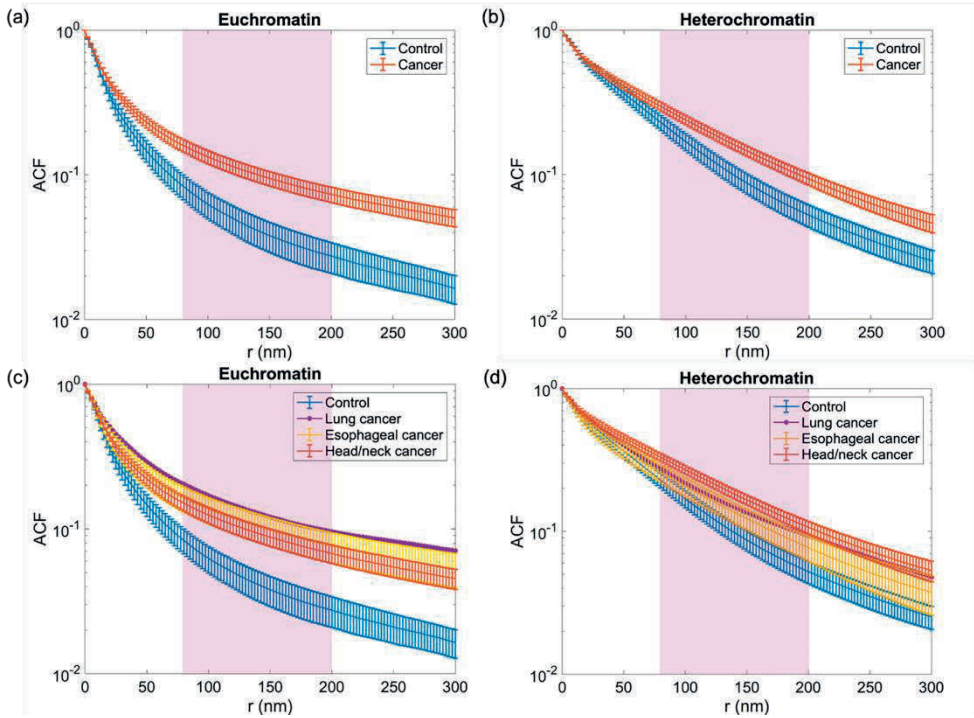 (a)
Euchromatin
10⁰
10⁻¹
10⁻²
ACF
Control
Cancer
0 50 100 150 200 250 300
r (nm)
(b)
Heterochromatin
10⁰
10⁻¹
10⁻²
ACF
Control
Cancer
0 50 100 150 200 250 300
r (nm)
(c)
Euchromatin
10⁰
10⁻¹
10⁻²
ACF
Control
Lung cancer
Esophageal cancer
Head/neck cancer
0 50 100 150 200 250 300
r (nm)
(d)
Heterochromatin
10⁰
10⁻¹
10⁻²
ACF
Control
Lung cancer
Esophageal cancer
Head/neck cancer
0 50 100 150 200 250 300
r (nm)